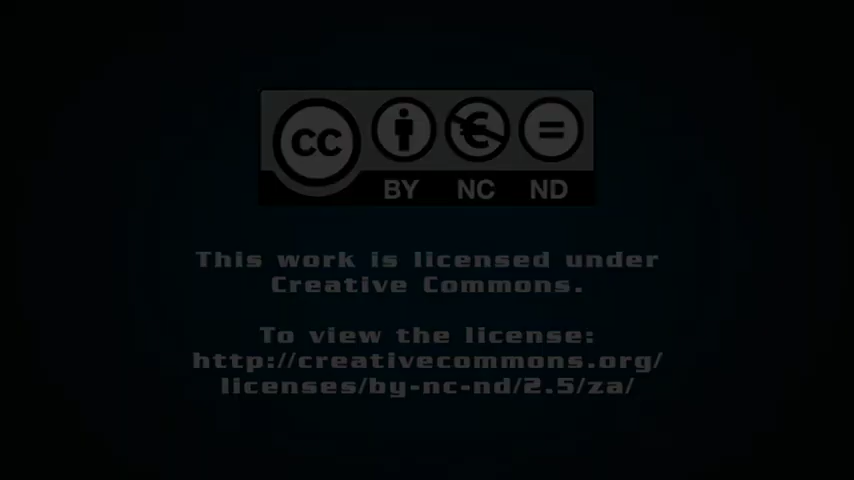 cc
BY NC ND
This work is licensed under
Creative Commons.
To view the license:
http://creativecommons.org/
licenses/by-nc-nd/2.5/za/